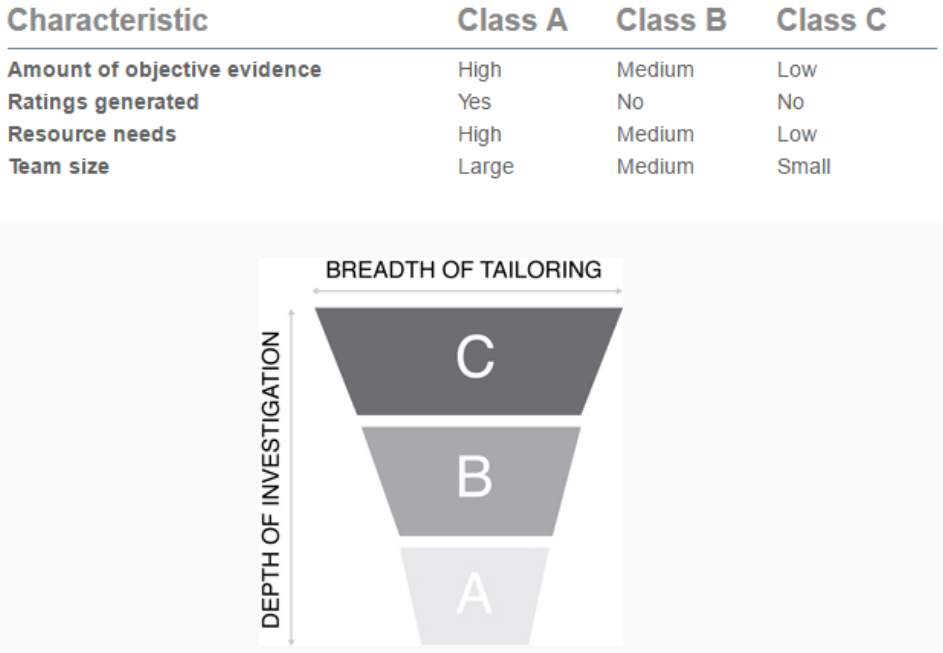 Characteristic Class A Class B Class C
Amount of objective evidence High Medium Low
Ratings generated Yes No No
Resource needs High Medium Low
Team size Large Medium Small
BREADTH OF TAILORING
DEPTH OF INVESTIGATION
C
B
A